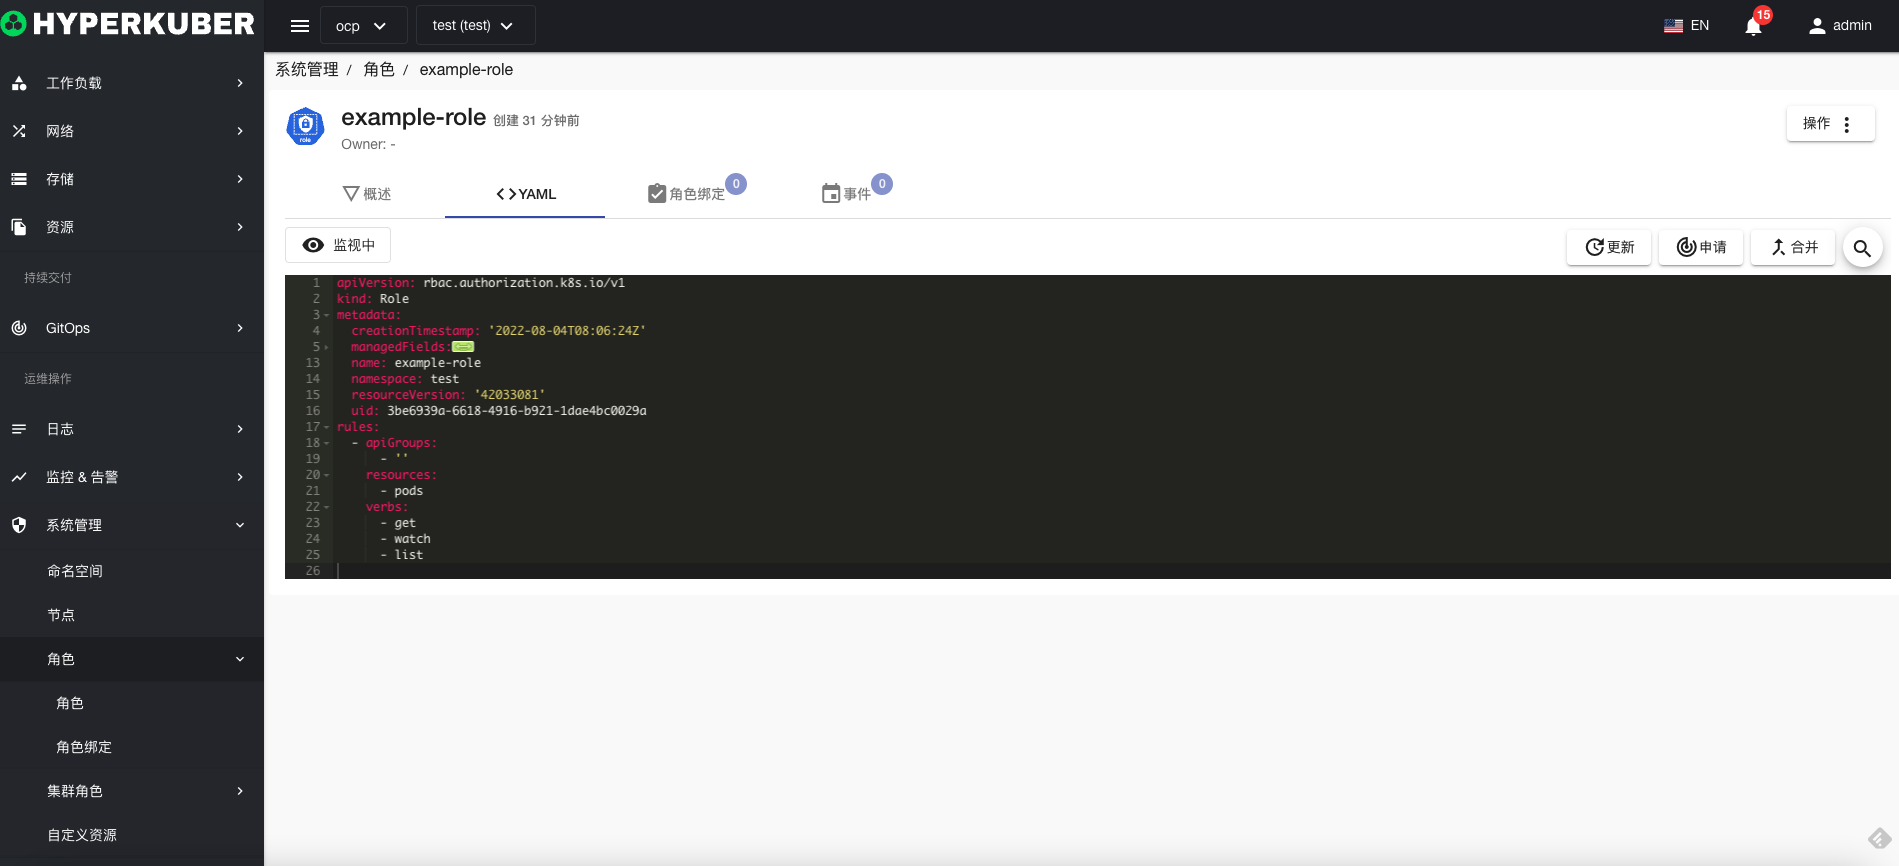 HYPERKUBER
ocp
test (test)
EN
15
admin
工作负载
网络
存储
资源
持续交付
GitOps
运维操作
日志
监控 & 告警
系统管理
命名空间
节点
角色
角色
角色绑定
集群角色
自定义资源
系统管理 / 角色 / example-role
role
example-role 创建 31 分钟前
Owner: -
操作
概述
YAML
角色绑定 0
事件 0
监视中
更新
申请
合并
1 apiVersion: rbac.authorization.k8s.io/v1
2 kind: Role
3 metadata:
4 creationTimestamp: '2022-08-04T08:06:24Z'
5 managedFields:
13 name: example-role
14 namespace: test
15 resourceVersion: '42033081'
16 uid: 3be6939a-6618-4916-b921-1dae4bc0029a
17 rules:
18 - apiGroups:
19 - ''
20 resources:
21 - pods
22 verbs:
23 - get
24 - watch
25 - list
26